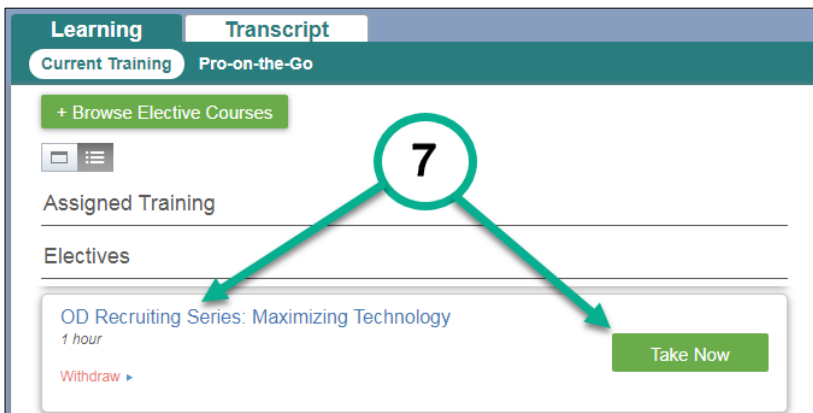 Learning Transcript
Current Training Pro-on-the-Go
+ Browse Elective Courses
7
Assigned Training
Electives
OD Recruiting Series: Maximizing Technology
1 hour
Take Now
Withdraw ▸